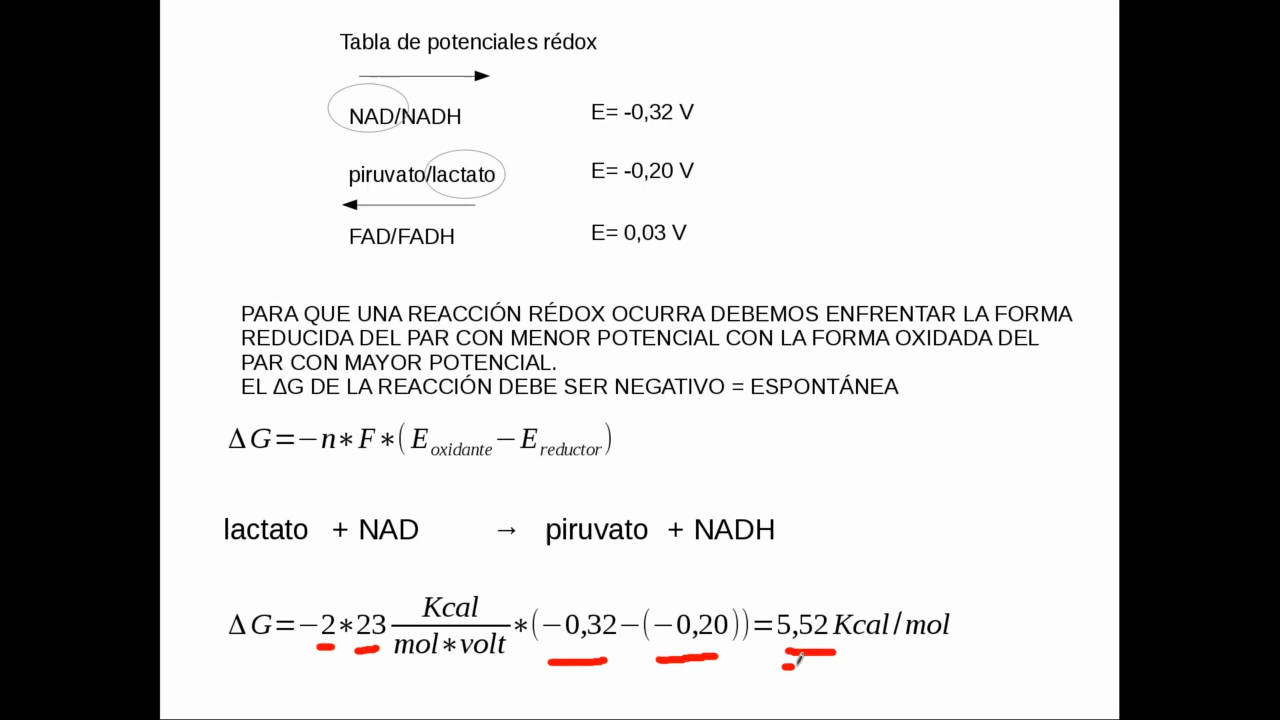 Tabla de potenciales rédox
NAD/NADH E= -0,32 V
piruvato/lactato E= -0,20 V
FAD/FADH E= 0,03 V
PARA QUE UNA REACCIÓN RÉDOX OCURRA DEBEMOS ENFRENTAR LA FORMA
REDUCIDA DEL PAR CON MENOR POTENCIAL CON LA FORMA OXIDADA DEL
PAR CON MAYOR POTENCIAL.
EL ΔG DE LA REACCIÓN DEBE SER NEGATIVO = ESPONTÁNEA
ΔG=−n∗F∗(E_oxidante−E_reductor)
lactato + NAD → piruvato + NADH
ΔG=−2∗23 Kcal/mol∗volt ∗(−0,32−(−0,20))=5,52 Kcal/mol